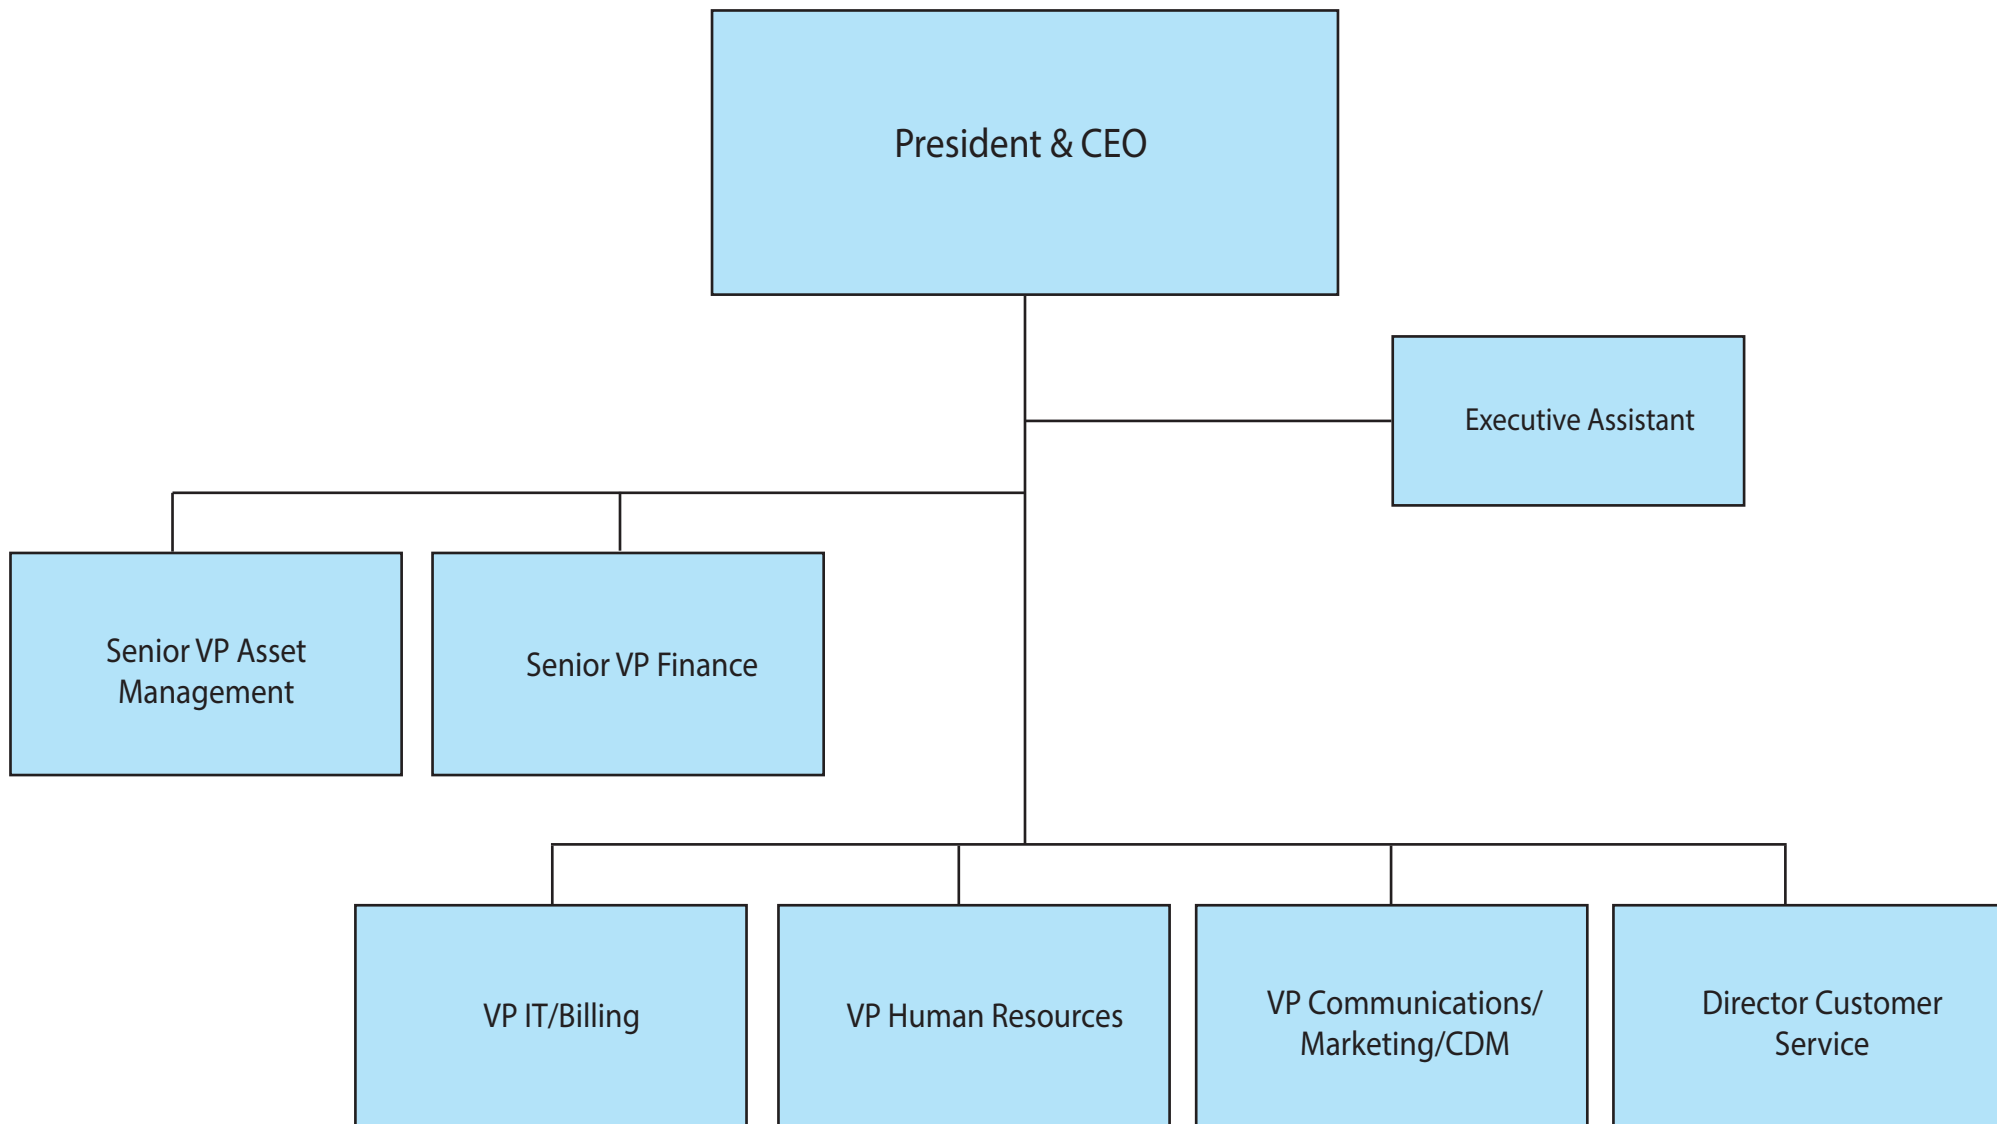 President & CEO
Executive Assistant
Senior VP Asset
Management
Senior VP Finance
VP IT/Billing
VP Human Resources
VP Communications/
Marketing/CDM
Director Customer
Service